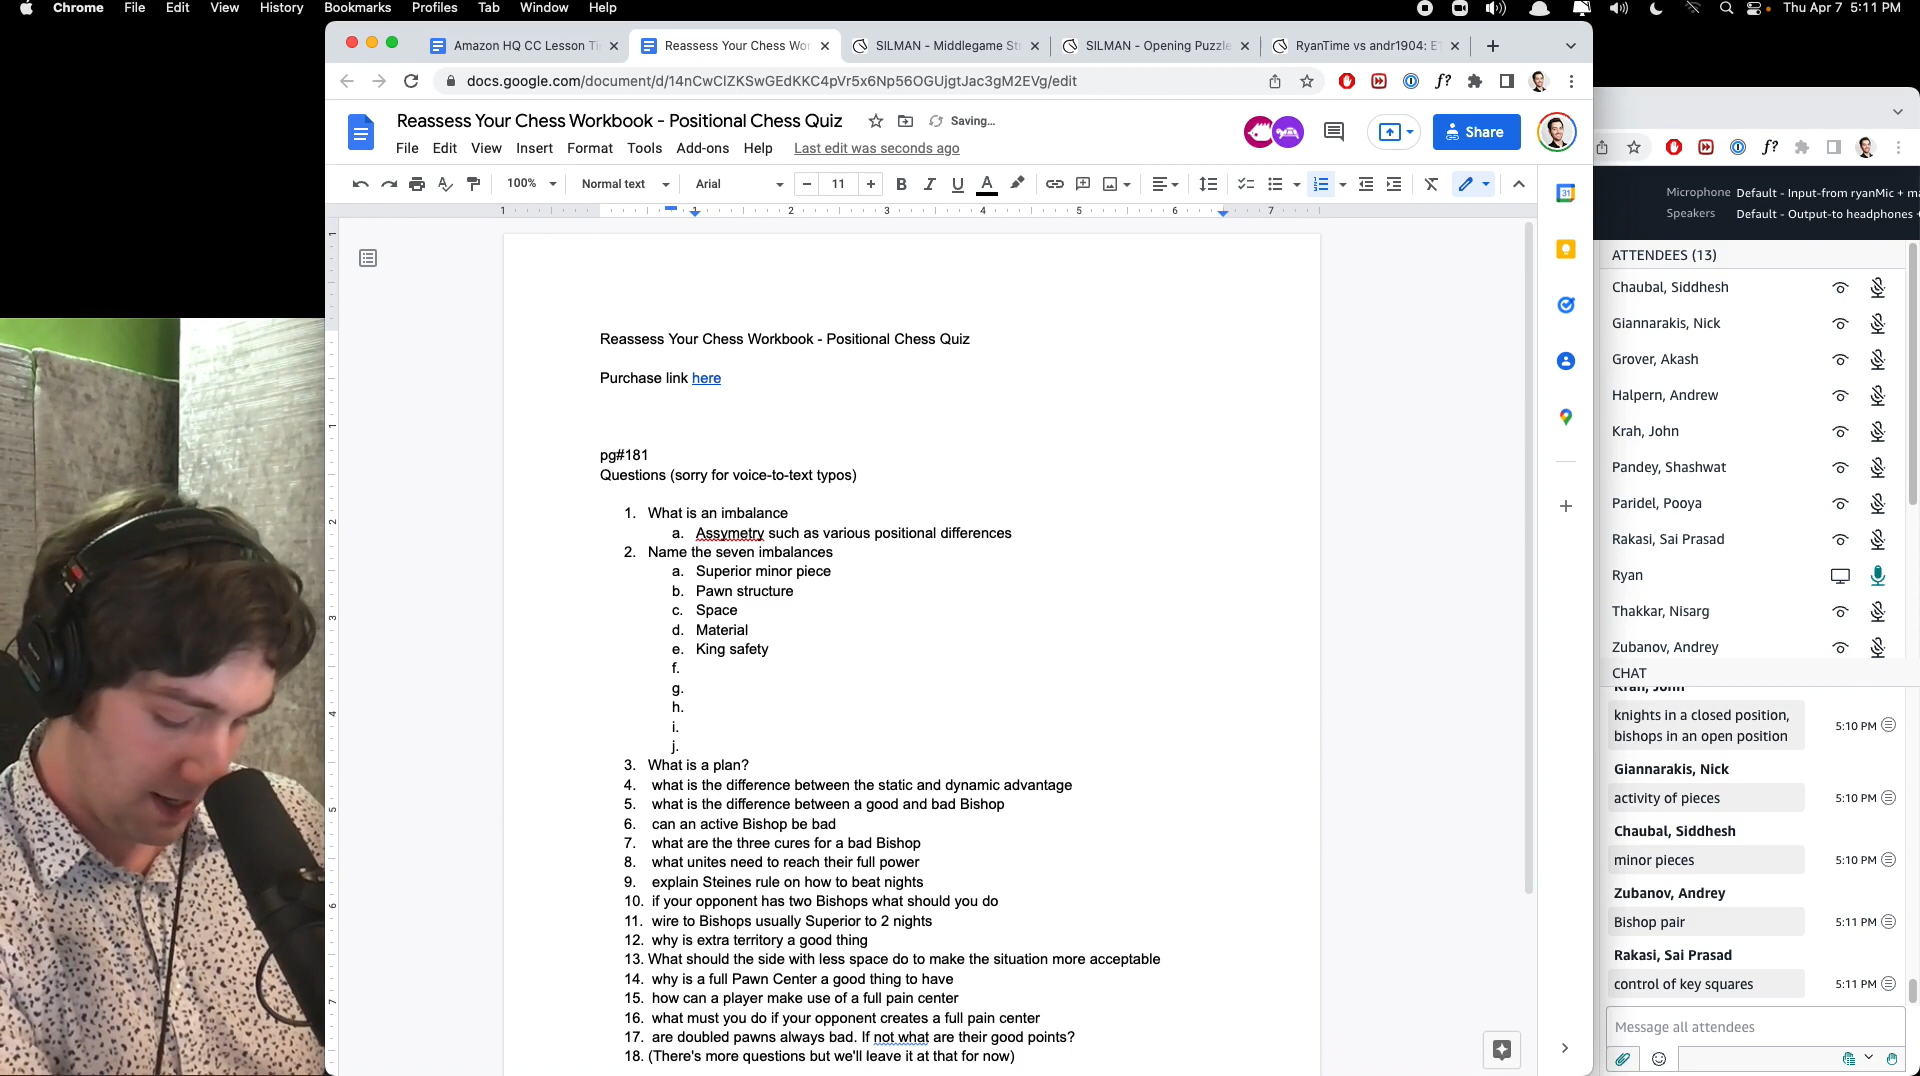 Chrome File Edit View History Bookmarks Profiles Tab Window Help Thu Apr 7 5:11 PM
Amazon HQ CC Lesson Ti
Reassess Your Chess Wor
SILMAN - Middlegame St
SILMAN - Opening Puzzle
RyanTime vs andr1904: E
docs.google.com/document/d/14nCwClZKSwGEdKKC4pVr5x6Np56OGUjgtJac3gM2EVg/edit
Reassess Your Chess Workbook - Positional Chess Quiz Saving...
File Edit View Insert Format Tools Add-ons Help Last edit was seconds ago
Share
100% Normal text Arial 11
Reassess Your Chess Workbook - Positional Chess Quiz
Purchase link here
pg#181
Questions (sorry for voice-to-text typos)
1. What is an imbalance
a. Assymetry such as various positional differences
2. Name the seven imbalances
a. Superior minor piece
b. Pawn structure
c. Space
d. Material
e. King safety
f.
g.
h.
i.
j.
3. What is a plan?
4. what is the difference between the static and dynamic advantage
5. what is the difference between a good and bad Bishop
6. can an active Bishop be bad
7. what are the three cures for a bad Bishop
8. what unites need to reach their full power
9. explain Steines rule on how to beat nights
10. if your opponent has two Bishops what should you do
11. wire to Bishops usually Superior to 2 nights
12. why is extra territory a good thing
13. What should the side with less space do to make the situation more acceptable
14. why is a full Pawn Center a good thing to have
15. how can a player make use of a full pain center
16. what must you do if your opponent creates a full pain center
17. are doubled pawns always bad. If not what are their good points?
18. (There's more questions but we'll leave it at that for now)
Microphone Default - Input-from ryanMic + ma
Speakers Default - Output-to headphones +
ATTENDEES (13)
Chaubal, Siddhesh
Giannarakis, Nick
Grover, Akash
Halpern, Andrew
Krah, John
Pandey, Shashwat
Paridel, Pooya
Rakasi, Sai Prasad
Ryan
Thakkar, Nisarg
Zubanov, Andrey
CHAT
Krah, John
knights in a closed position,
bishops in an open position 5:10 PM
Giannarakis, Nick
activity of pieces 5:10 PM
Chaubal, Siddhesh
minor pieces 5:10 PM
Zubanov, Andrey
Bishop pair 5:11 PM
Rakasi, Sai Prasad
control of key squares 5:11 PM
Message all attendees